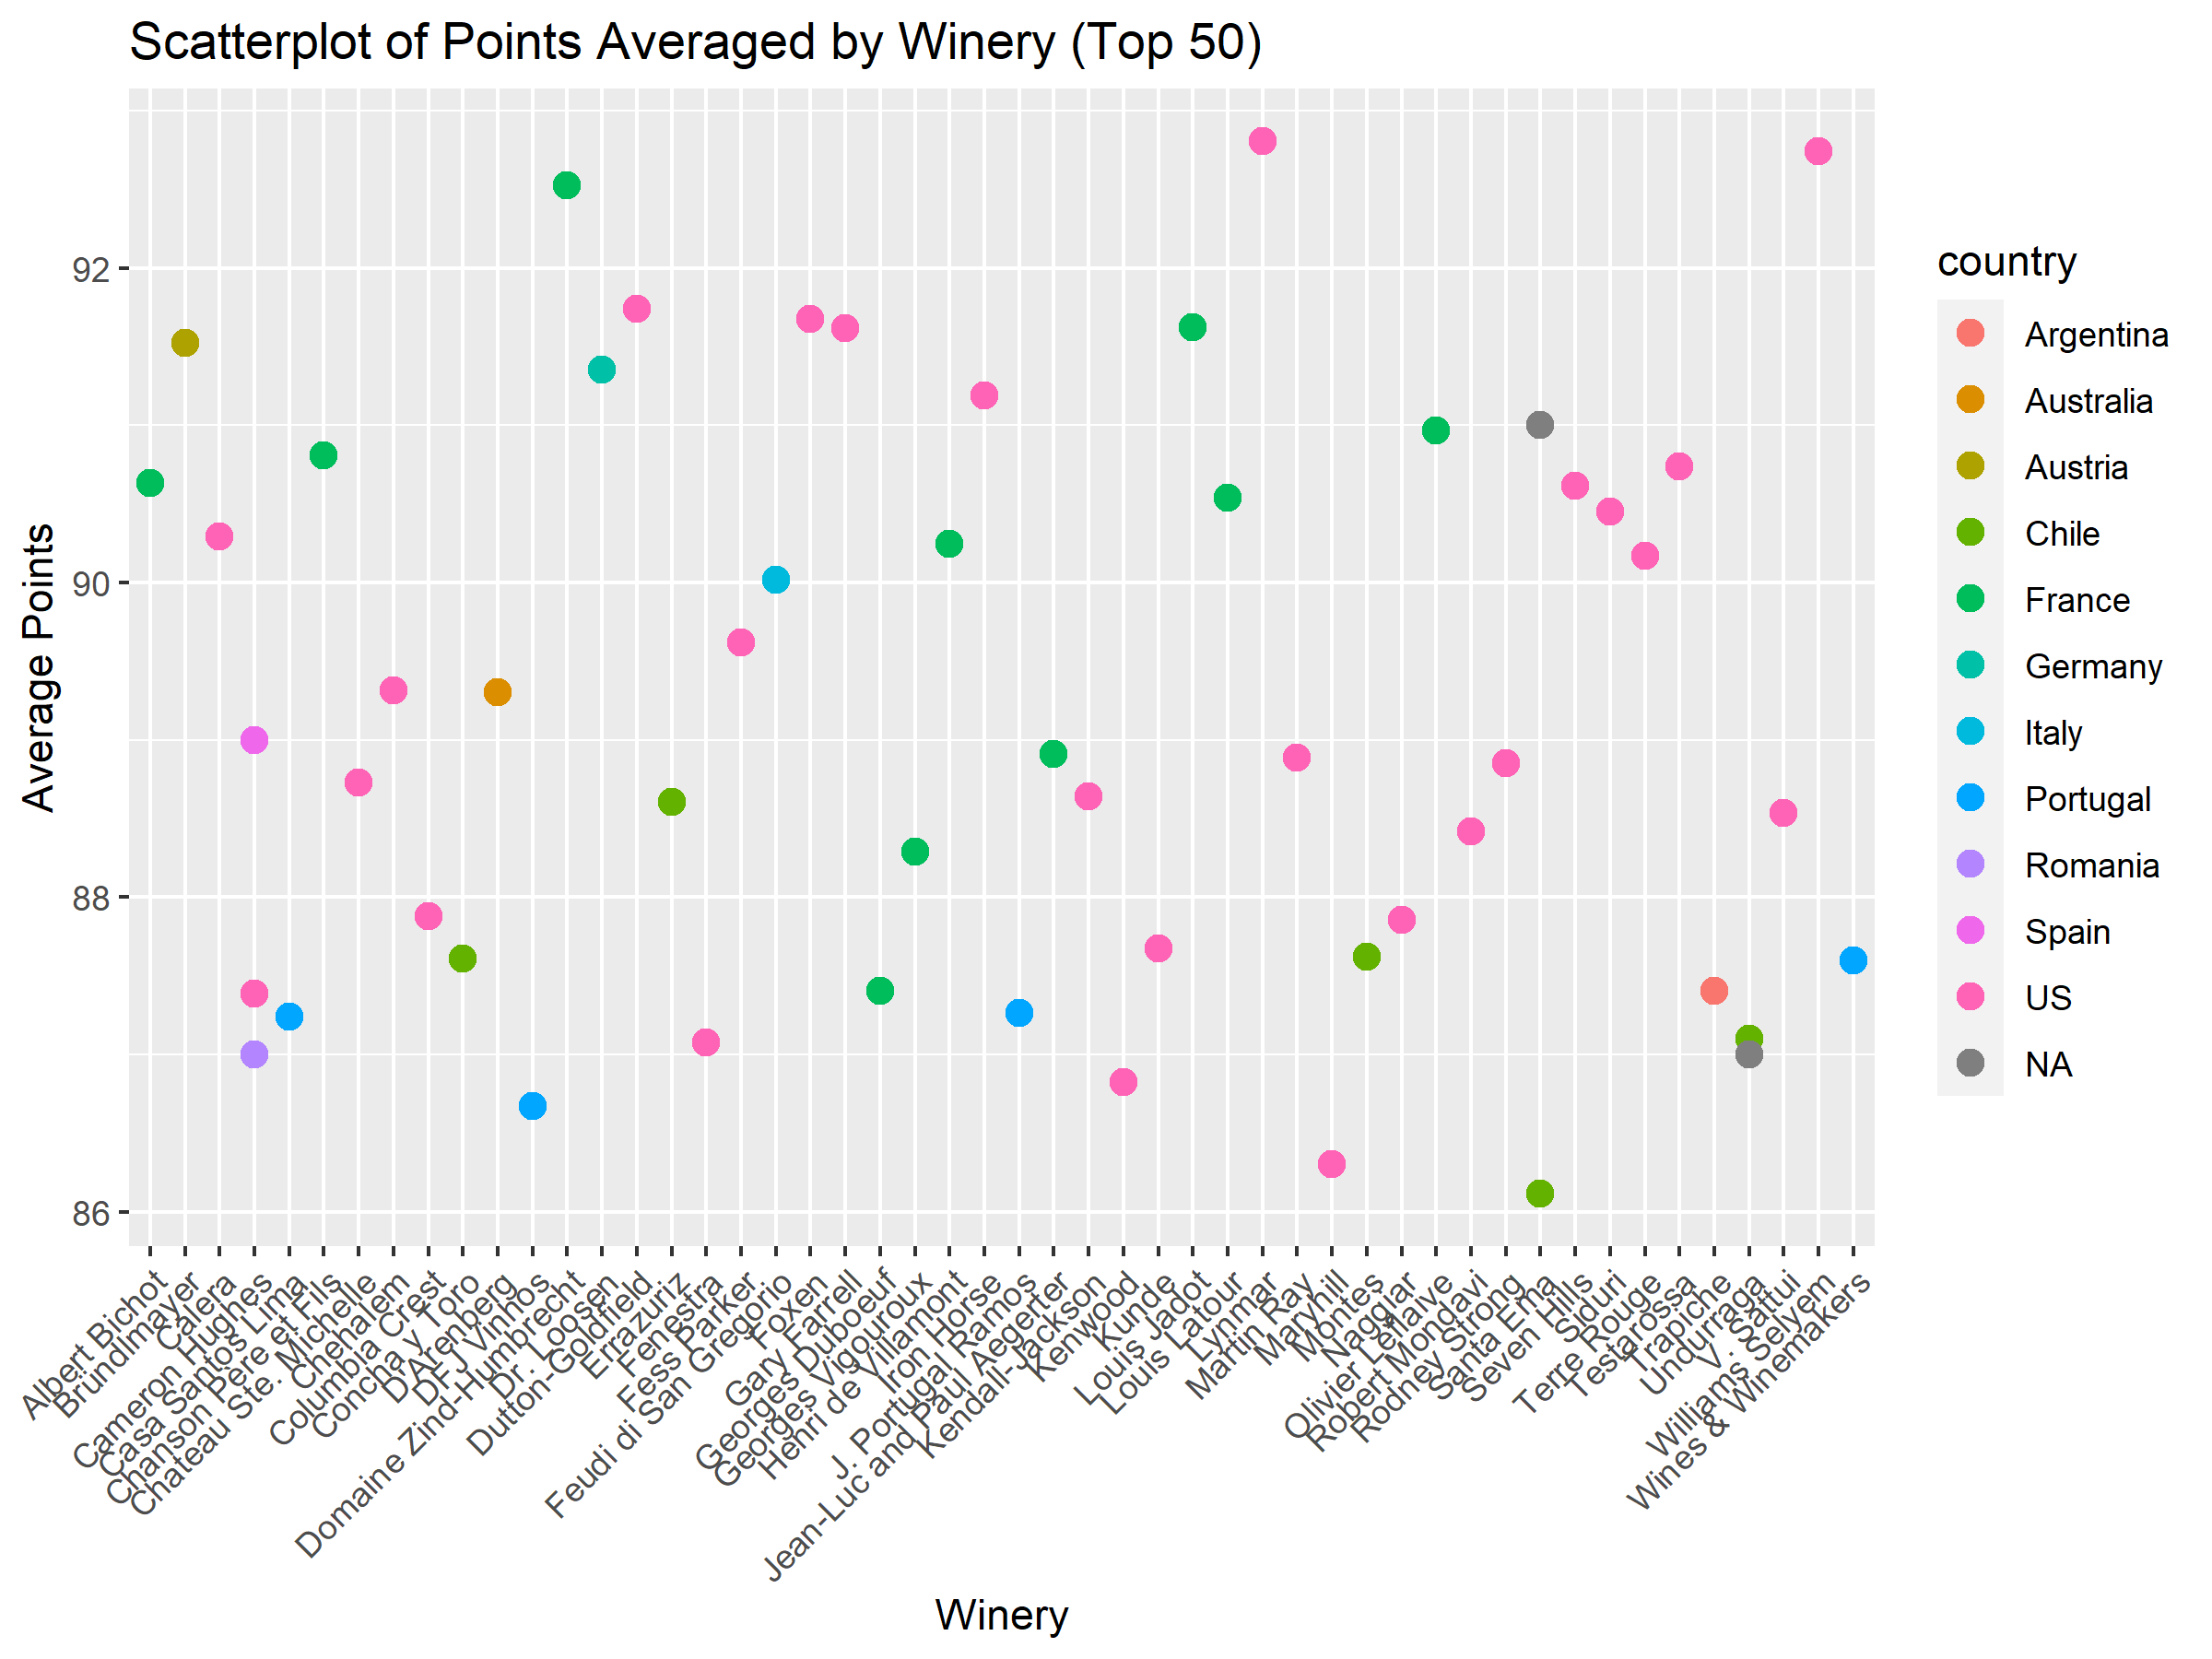 Scatterplot of Points Averaged by Winery (Top 50)
Average Points
92
90
88
86
Albert Bichot
Bründlmayer
Calera
Cameron Hughes
Casa Santos Lima
Chanson Père et Fils
Chateau Ste. Michelle
Chehalem
Columbia Crest
Concha y Toro
D'Arenberg
DFJ Vinhos
Domaine Zind-Humbrecht
Dr. Loosen
Dutton-Goldfield
Errazuriz
Fenestra
Fess Parker
Feudi di San Gregorio
Foxen
Gary Farrell
Georges Duboeuf
Georges Vigouroux
Henri de Villamont
Iron Horse
J. Portugal Ramos
Jean-Luc and Paul Aegerter
Kendall-Jackson
Kenwood
Kunde
Louis Jadot
Louis Latour
Lynmar
Martin Ray
Maryhill
Montes
Naggiar
Olivier Leflaive
Robert Mondavi
Rodney Strong
Santa Ema
Seven Hills
Siduri
Terre Rouge
Testarossa
Trapiche
Undurraga
V. Sattui
Williams Selyem
Wines & Winemakers
Winery
country
Argentina
Australia
Austria
Chile
France
Germany
Italy
Portugal
Romania
Spain
US
NA